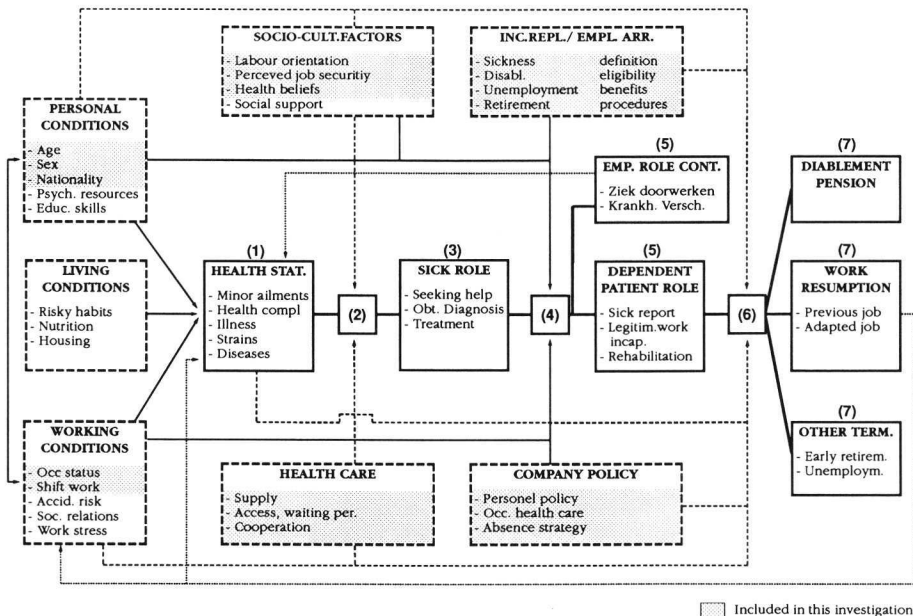 SOCIO-CULT.FACTORS
- Labour orientation
- Perceved job securitiy
- Health beliefs
- Social support
INC.REPL./ EMPL. ARR.
- Sickness definition
- Disabl. eligibility
- Unemployment benefits
- Retirement procedures
PERSONAL
CONDITIONS
- Age
- Sex
- Nationality
- Psych. resources
- Educ. skills
(5)
EMP. ROLE CONT.
- Ziek doorwerken
- Krankh. Versch.
(7)
DIABLEMENT
PENSION
LIVING
CONDITIONS
- Risky habits
- Nutrition
- Housing
(1)
HEALTH STAT.
- Minor ailments
- Health compl
- Illness
- Strains
- Diseases
(2)
(3)
SICK ROLE
- Seeking help
- Obt. Diagnosis
- Treatment
(4)
(5)
DEPENDENT
PATIENT ROLE
- Sick report
- Legitim.work
incap.
- Rehabilitation
(6)
(7)
WORK
RESUMPTION
- Previous job
- Adapted job
WORKING
CONDITIONS
- Occ status
- Shift work
- Accid. risk
- Soc. relations
- Work stress
HEALTH CARE
- Supply
- Access, waiting per.
- Cooperation
COMPANY POLICY
- Personel policy
- Occ. health care
- Absence strategy
(7)
OTHER TERM.
- Early retirem.
- Unemploym.
Included in this investigation